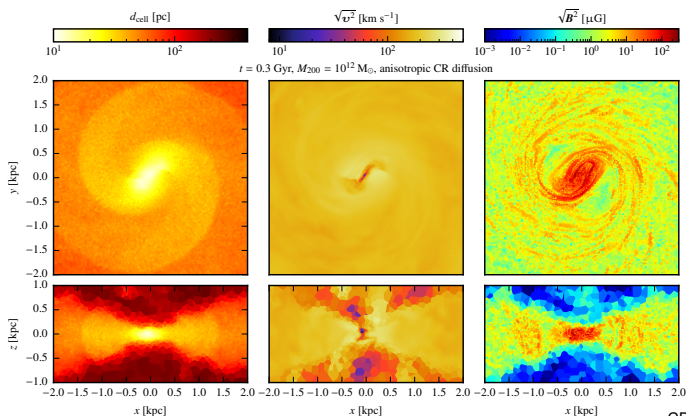 d_cell [pc] √v² [km s⁻¹] √B² [μG]
10¹ 10² 10¹ 10² 10⁻³ 10⁻² 10⁻¹ 10⁰ 10¹ 10²
t = 0.3 Gyr, M₂₀₀ = 10¹² M☉, anisotropic CR diffusion
2.0
1.5
1.0
0.5
0.0
−0.5
−1.0
−1.5
−2.0
y [kpc]
1.0
0.5
0.0
−0.5
−1.0
z [kpc]
−2.0 −1.5 −1.0 −0.5 0.0 0.5 1.0 1.5 2.0 −2.0 −1.5 −1.0 −0.5 0.0 0.5 1.0 1.5 2.0 −2.0 −1.5 −1.0 −0.5 0.0 0.5 1.0 1.5 2.0
x [kpc] x [kpc] x [kpc]